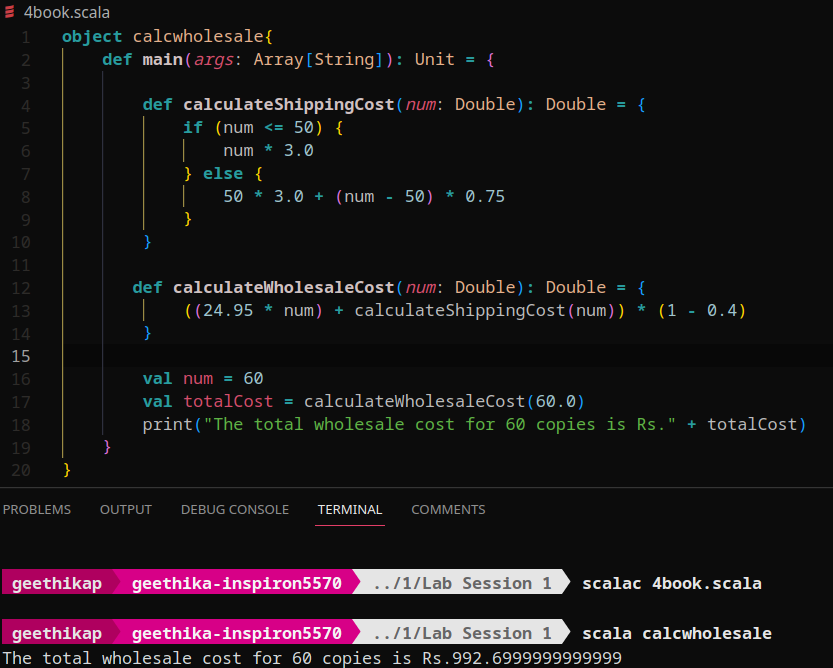 4book.scala
1 object calcwholesale{
2 def main(args: Array[String]): Unit = {
3
4 def calculateShippingCost(num: Double): Double = {
5 if (num <= 50) {
6 num * 3.0
7 } else {
8 50 * 3.0 + (num - 50) * 0.75
9 }
10 }
11
12 def calculateWholesaleCost(num: Double): Double = {
13 ((24.95 * num) + calculateShippingCost(num)) * (1 - 0.4)
14 }
15
16 val num = 60
17 val totalCost = calculateWholesaleCost(60.0)
18 print("The total wholesale cost for 60 copies is Rs." + totalCost)
19 }
20 }
PROBLEMS OUTPUT DEBUG CONSOLE TERMINAL COMMENTS
geethikap geethika-inspiron5570 ../1/Lab Session 1 scalac 4book.scala
geethikap geethika-inspiron5570 ../1/Lab Session 1 scala calcwholesale
The total wholesale cost for 60 copies is Rs.992.6999999999999